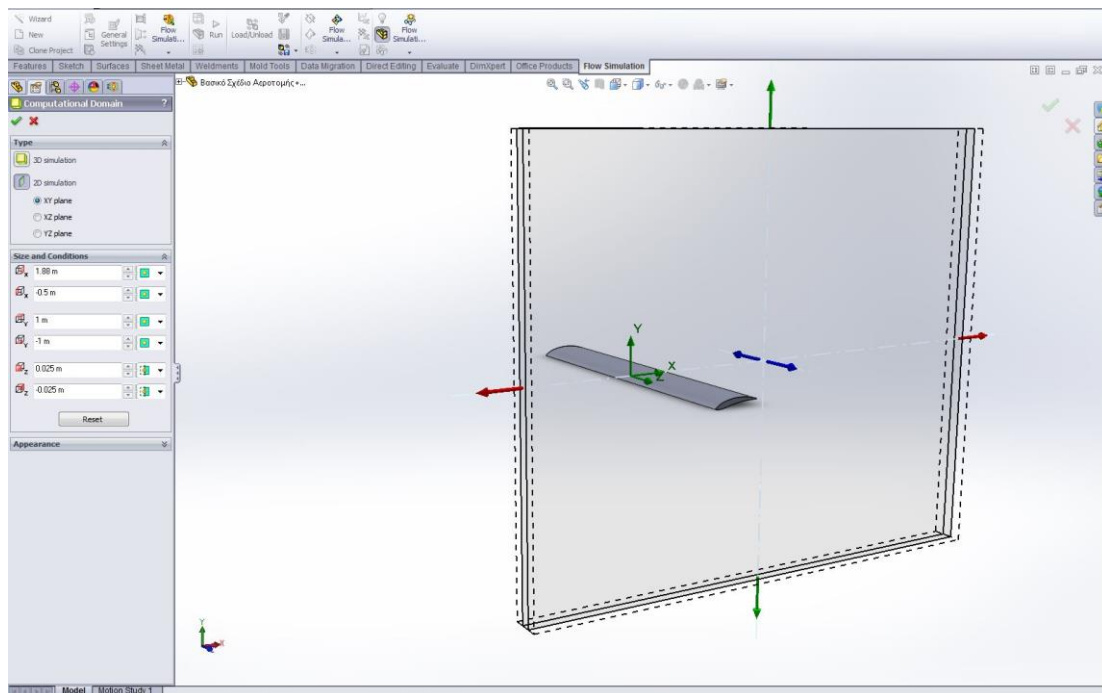 Wizard
New
Clone Project
General Settings
Flow Simulati...
Run
Load/Unload
Flow Simula...
Flow Simulati...
Features Sketch Surfaces Sheet Metal Weldments Mold Tools Data Migration Direct Editing Evaluate DimXpert Office Products Flow Simulation
Βασικό Σχέδιο Αεροτομής+...
Computational Domain ?
Type
3D simulation
2D simulation
XY plane
XZ plane
YZ plane
Size and Conditions
X 1.88 m
X -0.5 m
Y 1 m
Y -1 m
Z 0.025 m
Z -0.025 m
Reset
Appearance
Y
X
Z
Y
X
Model Motion Study 1